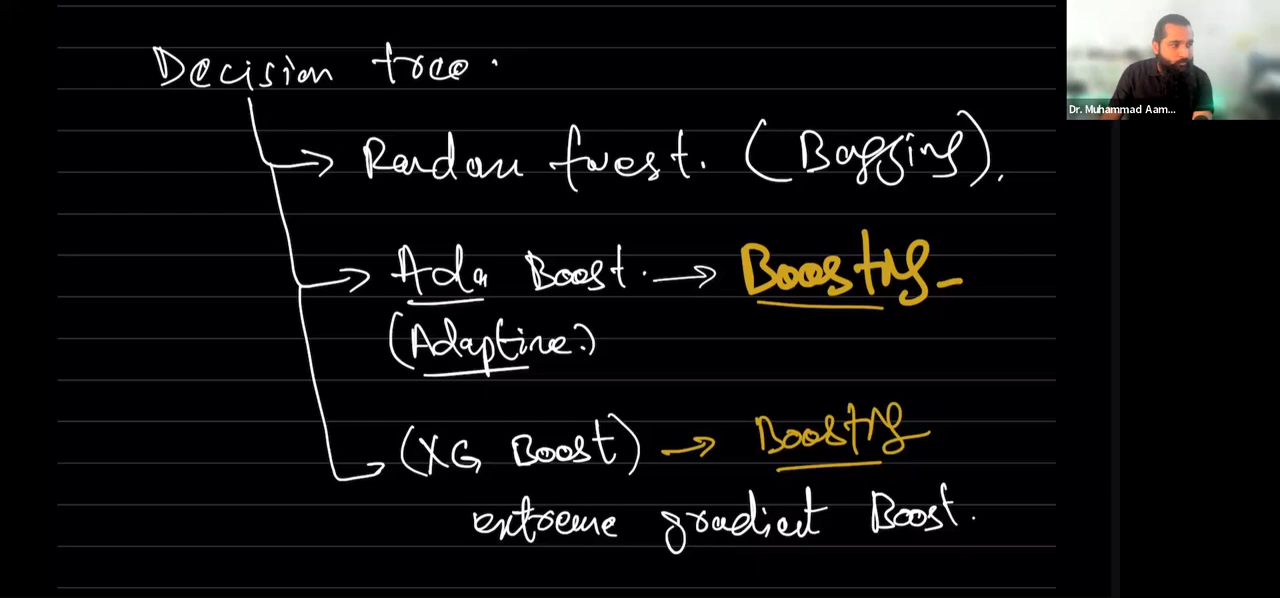 Decision tree.
Random forest. (Bagging).
Ada Boost. → Boosting
(Adaptive)
(XG Boost) → Boosting
extreme gradient Boost.
Dr. Muhammad Aam...